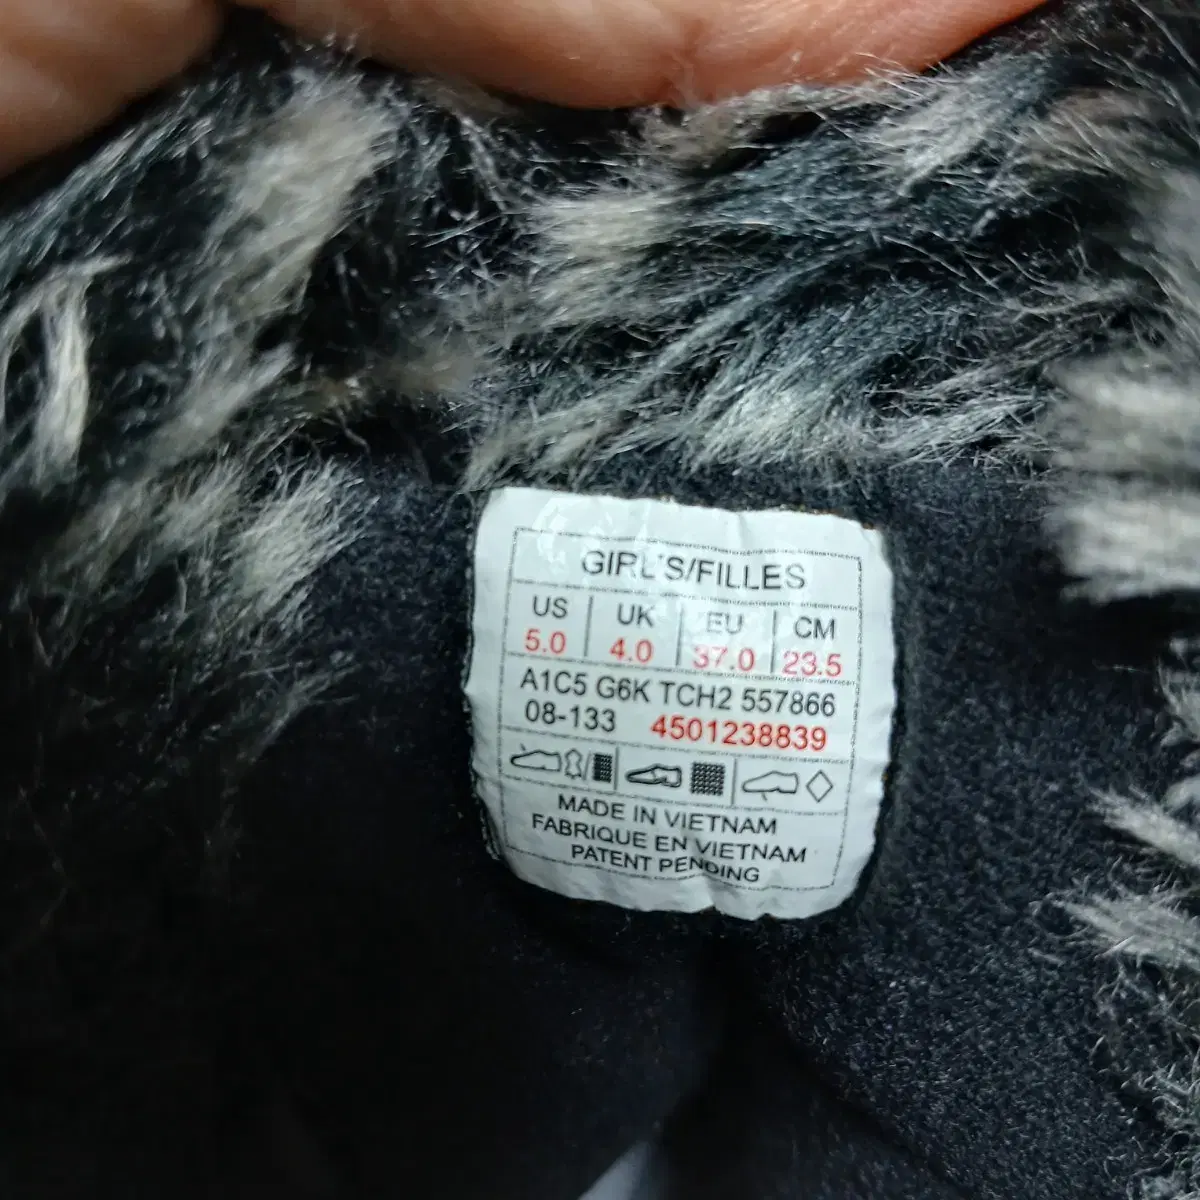 GIRL'S/FILLES
US UK EU CM
5.0 4.0 37.0 23.5
A1C5 G6K TCH2 557866
08-133 4501238839
MADE IN VIETNAM
FABRIQUE EN VIETNAM
PATENT PENDING